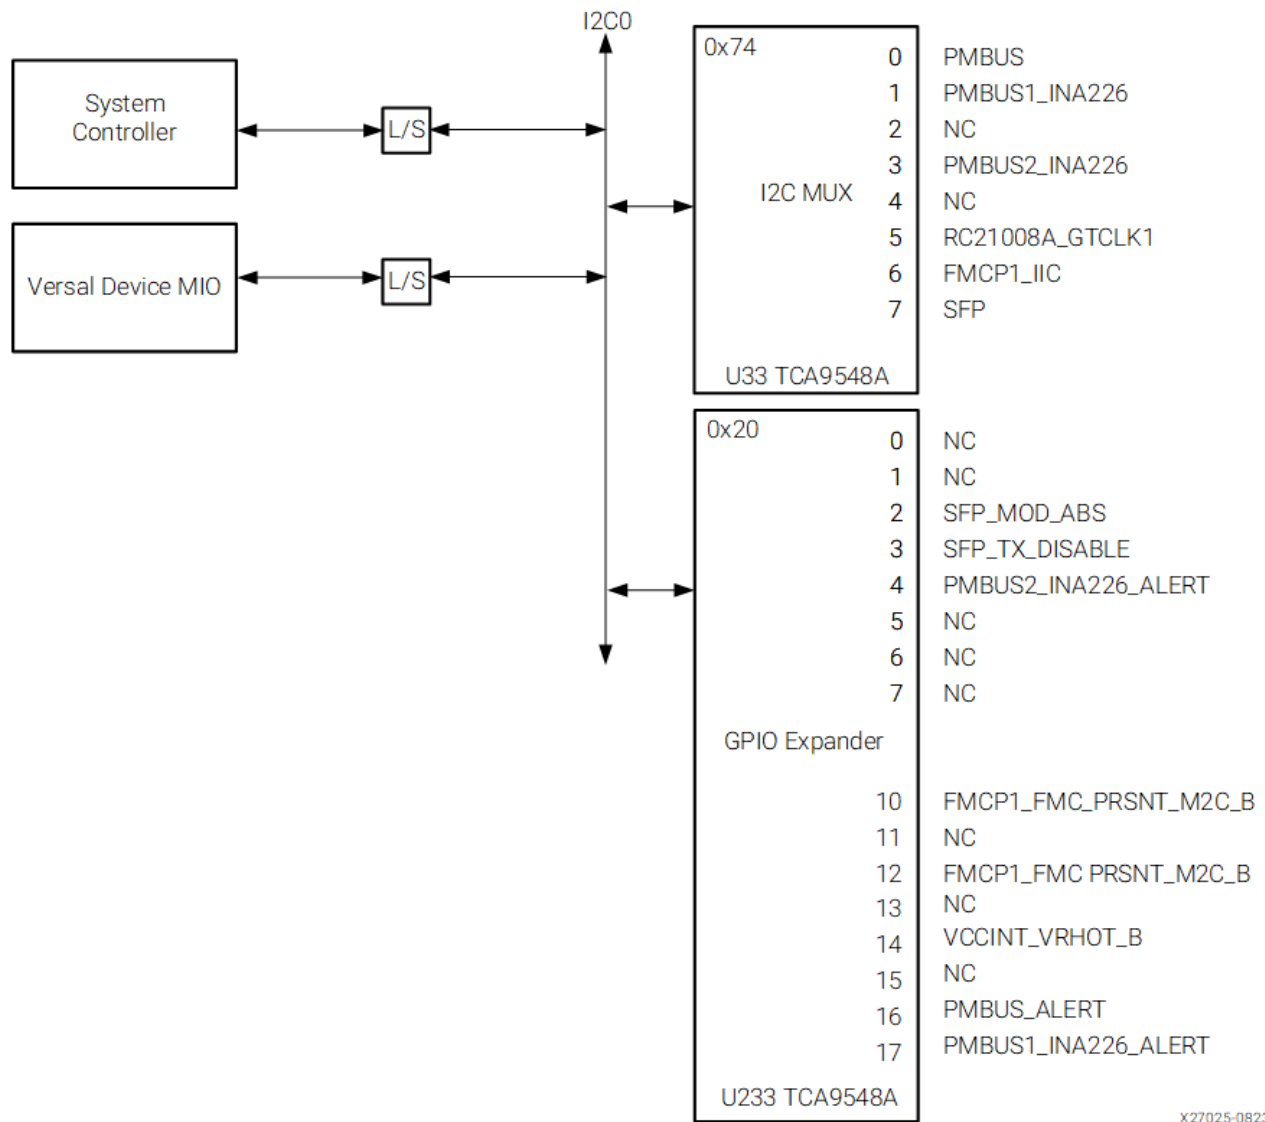 I2C0
System
Controller
L/S
Versal Device MIO
L/S
0x74
0 PMBUS
1 PMBUS1_INA226
2 NC
3 PMBUS2_INA226
I2C MUX
4 NC
5 RC21008A_GTCLK1
6 FMCP1_IIC
7 SFP
U33 TCA9548A
0x20
0 NC
1 NC
2 SFP_MOD_ABS
3 SFP_TX_DISABLE
4 PMBUS2_INA226_ALERT
5 NC
6 NC
7 NC
GPIO Expander
10 FMCP1_FMC_PRSNT_M2C_B
11 NC
12 FMCP1_FMC PRSNT_M2C_B
13 NC
14 VCCINT_VRHOT_B
15 NC
16 PMBUS_ALERT
17 PMBUS1_INA226_ALERT
U233 TCA9548A
X27025-0823